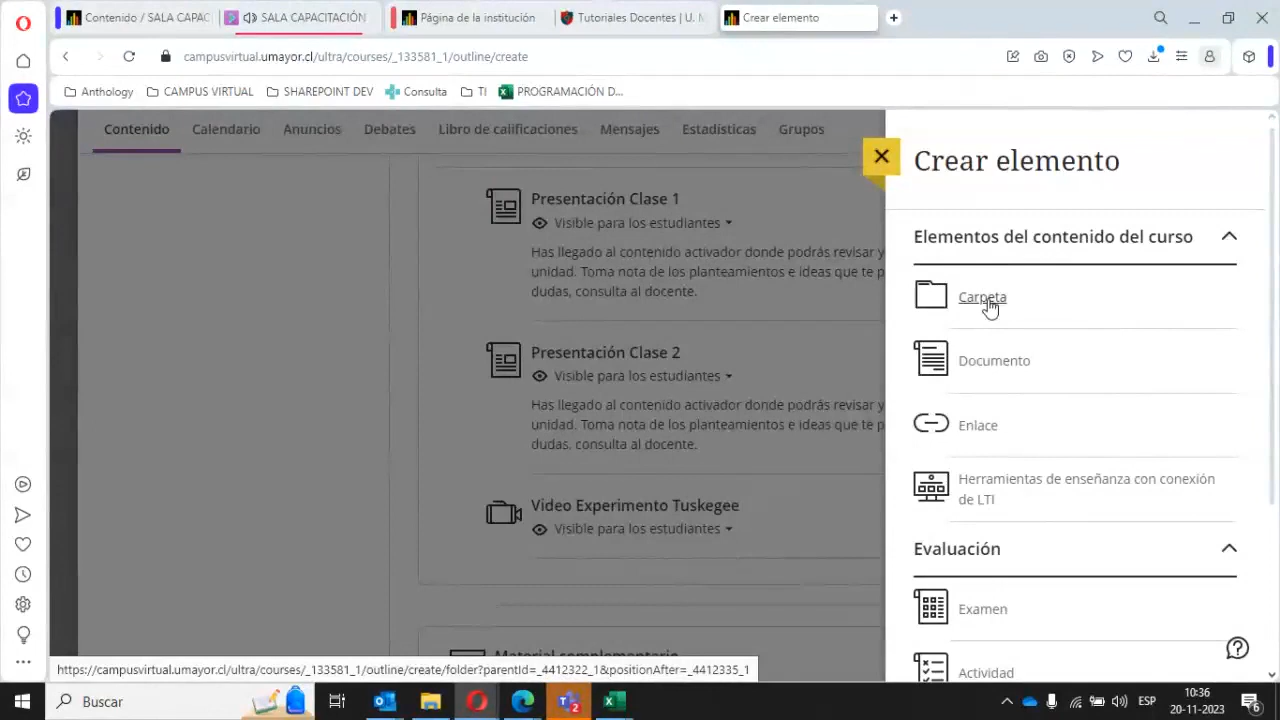 Contenido / SALA CAPAC
SALA CAPACITACIÓN
Página de la institución
Tutoriales Docentes | U. M
Crear elemento
campusvirtual.umayor.cl/ultra/courses/_133581_1/outline/create
Anthology
CAMPUS VIRTUAL
SHAREPOINT DEV
Consulta
TI
PROGRAMACIÓN D...
Contenido
Calendario
Anuncios
Debates
Libro de calificaciones
Mensajes
Estadísticas
Grupos
Presentación Clase 1
Visible para los estudiantes
Has llegado al contenido activador donde podrás revisar y
unidad. Toma nota de los planteamientos e ideas que te p
dudas, consulta al docente.
Presentación Clase 2
Visible para los estudiantes
Has llegado al contenido activador donde podrás revisar y
unidad. Toma nota de los planteamientos e ideas que te p
dudas, consulta al docente.
Video Experimento Tuskegee
Visible para los estudiantes
Material complementario
Crear elemento
Elementos del contenido del curso
Carpeta
Documento
Enlace
Herramientas de enseñanza con conexión
de LTI
Evaluación
Examen
Actividad
https://campusvirtual.umayor.cl/ultra/courses/_133581_1/outline/create/folder?parentId=_4412322_1&positionAfter=_4412335_1
Buscar
2
ESP
10:36
20-11-2023
6